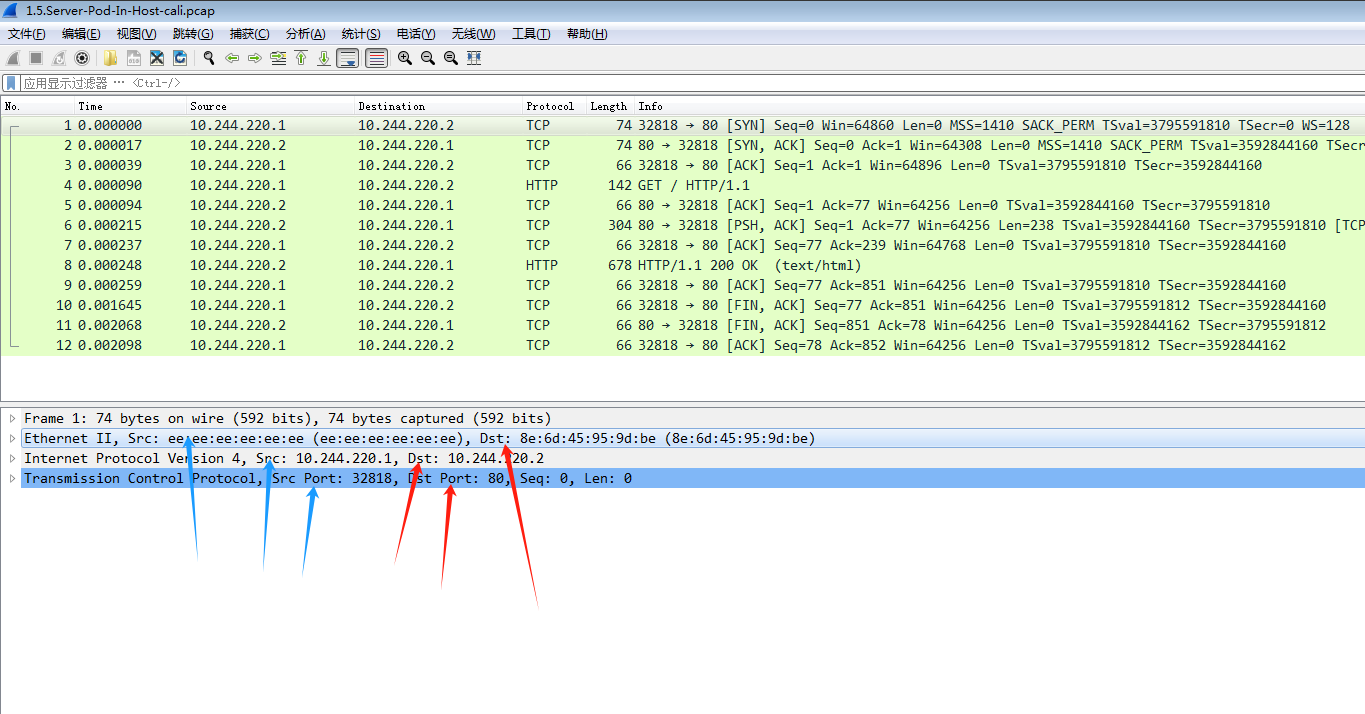 1.5.Server-Pod-In-Host-cali.pcap
文件(F) 编辑(E) 视图(V) 跳转(G) 捕获(C) 分析(A) 统计(S) 电话(Y) 无线(W) 工具(T) 帮助(H)
应用显示过滤器 … <Ctrl-/>
No. Time Source Destination Protocol Length Info
1 0.000000 10.244.220.1 10.244.220.2 TCP 74 32818 → 80 [SYN] Seq=0 Win=64860 Len=0 MSS=1410 SACK_PERM TSval=3795591810 TSecr=0 WS=128
2 0.000017 10.244.220.2 10.244.220.1 TCP 74 80 → 32818 [SYN, ACK] Seq=0 Ack=1 Win=64308 Len=0 MSS=1410 SACK_PERM TSval=3592844160 TSecr
3 0.000039 10.244.220.1 10.244.220.2 TCP 66 32818 → 80 [ACK] Seq=1 Ack=1 Win=64896 Len=0 TSval=3795591810 TSecr=3592844160
4 0.000090 10.244.220.1 10.244.220.2 HTTP 142 GET / HTTP/1.1
5 0.000094 10.244.220.2 10.244.220.1 TCP 66 80 → 32818 [ACK] Seq=1 Ack=77 Win=64256 Len=0 TSval=3592844160 TSecr=3795591810
6 0.000215 10.244.220.2 10.244.220.1 TCP 304 80 → 32818 [PSH, ACK] Seq=1 Ack=77 Win=64256 Len=238 TSval=3592844160 TSecr=3795591810 [TCP
7 0.000237 10.244.220.1 10.244.220.2 TCP 66 32818 → 80 [ACK] Seq=77 Ack=239 Win=64768 Len=0 TSval=3795591810 TSecr=3592844160
8 0.000248 10.244.220.2 10.244.220.1 HTTP 678 HTTP/1.1 200 OK (text/html)
9 0.000259 10.244.220.1 10.244.220.2 TCP 66 32818 → 80 [ACK] Seq=77 Ack=851 Win=64256 Len=0 TSval=3795591810 TSecr=3592844160
10 0.001645 10.244.220.1 10.244.220.2 TCP 66 32818 → 80 [FIN, ACK] Seq=77 Ack=851 Win=64256 Len=0 TSval=3795591812 TSecr=3592844160
11 0.002068 10.244.220.2 10.244.220.1 TCP 66 80 → 32818 [FIN, ACK] Seq=851 Ack=78 Win=64256 Len=0 TSval=3592844162 TSecr=3795591812
12 0.002098 10.244.220.1 10.244.220.2 TCP 66 32818 → 80 [ACK] Seq=78 Ack=852 Win=64256 Len=0 TSval=3795591812 TSecr=3592844162
Frame 1: 74 bytes on wire (592 bits), 74 bytes captured (592 bits)
Ethernet II, Src: ee:ee:ee:ee:ee:ee (ee:ee:ee:ee:ee:ee), Dst: 8e:6d:45:95:9d:be (8e:6d:45:95:9d:be)
Internet Protocol Version 4, Src: 10.244.220.1, Dst: 10.244.220.2
Transmission Control Protocol, Src Port: 32818, Dst Port: 80, Seq: 0, Len: 0